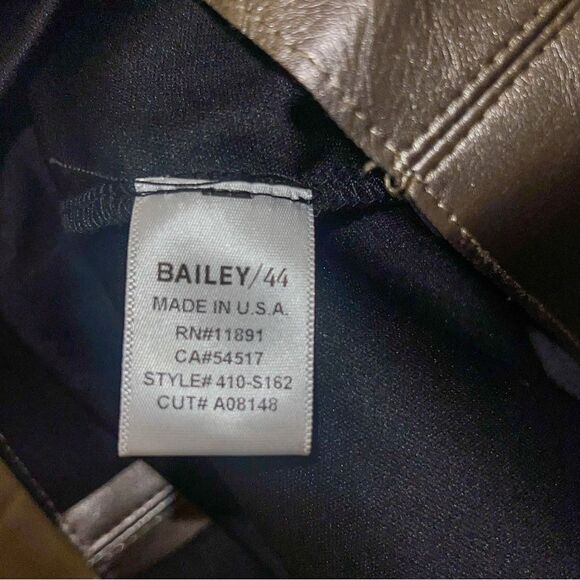 BAILEY/44
MADE IN U.S.A.
RN#11891
CA#54517
STYLE# 410-S162
CUT# A08148